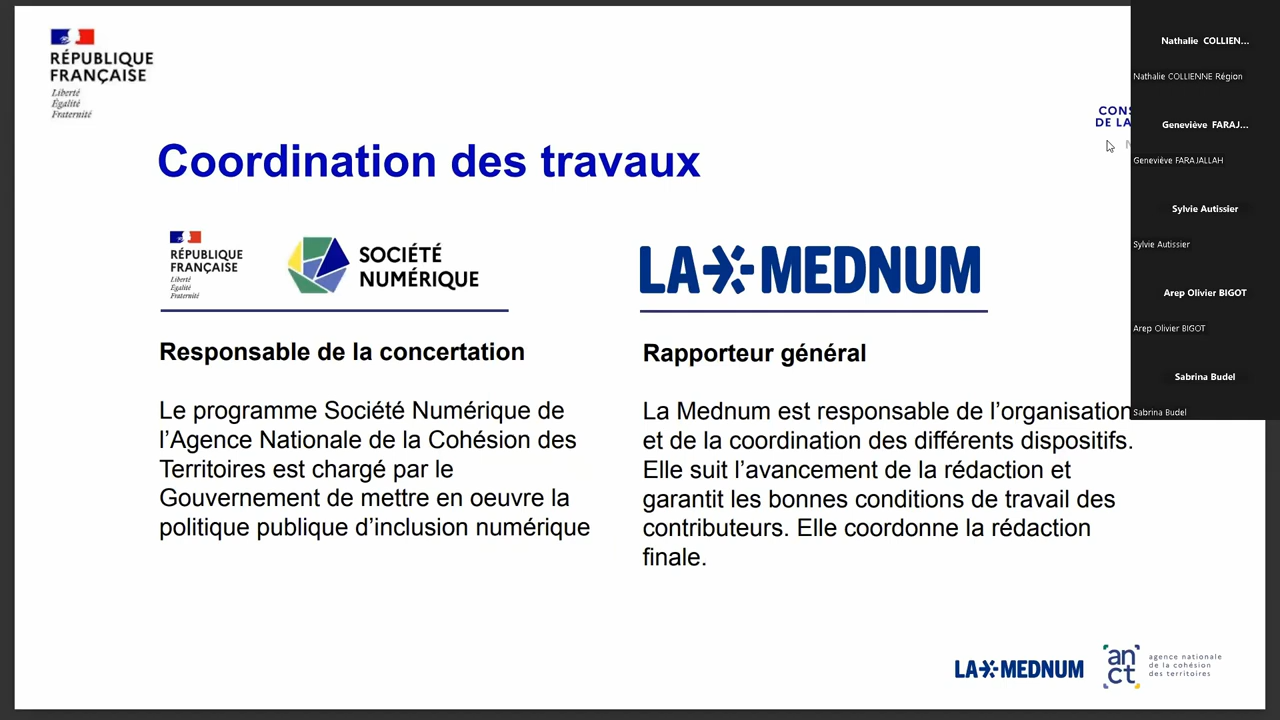 RÉPUBLIQUE
FRANÇAISE
Liberté
Égalité
Fraternité
CONS
DE LA
Coordination des travaux
RÉPUBLIQUE
FRANÇAISE
Liberté
Égalité
Fraternité
SOCIÉTÉ
NUMÉRIQUE
Responsable de la concertation
Le programme Société Numérique de
l’Agence Nationale de la Cohésion des
Territoires est chargé par le
Gouvernement de mettre en oeuvre la
politique publique d’inclusion numérique
LA MEDNUM
Rapporteur général
La Mednum est responsable de l’organisation
et de la coordination des différents dispositifs.
Elle suit l’avancement de la rédaction et
garantit les bonnes conditions de travail des
contributeurs. Elle coordonne la rédaction
finale.
Nathalie COLLIEN...
Nathalie COLLIENNE Région
Geneviève FARAJ...
Geneviève FARAJALLAH
Sylvie Autissier
Sylvie Autissier
Arep Olivier BIGOT
Arep Olivier BIGOT
Sabrina Budel
Sabrina Budel
LA MEDNUM
an
ct
agence nationale
de la cohésion
des territoires